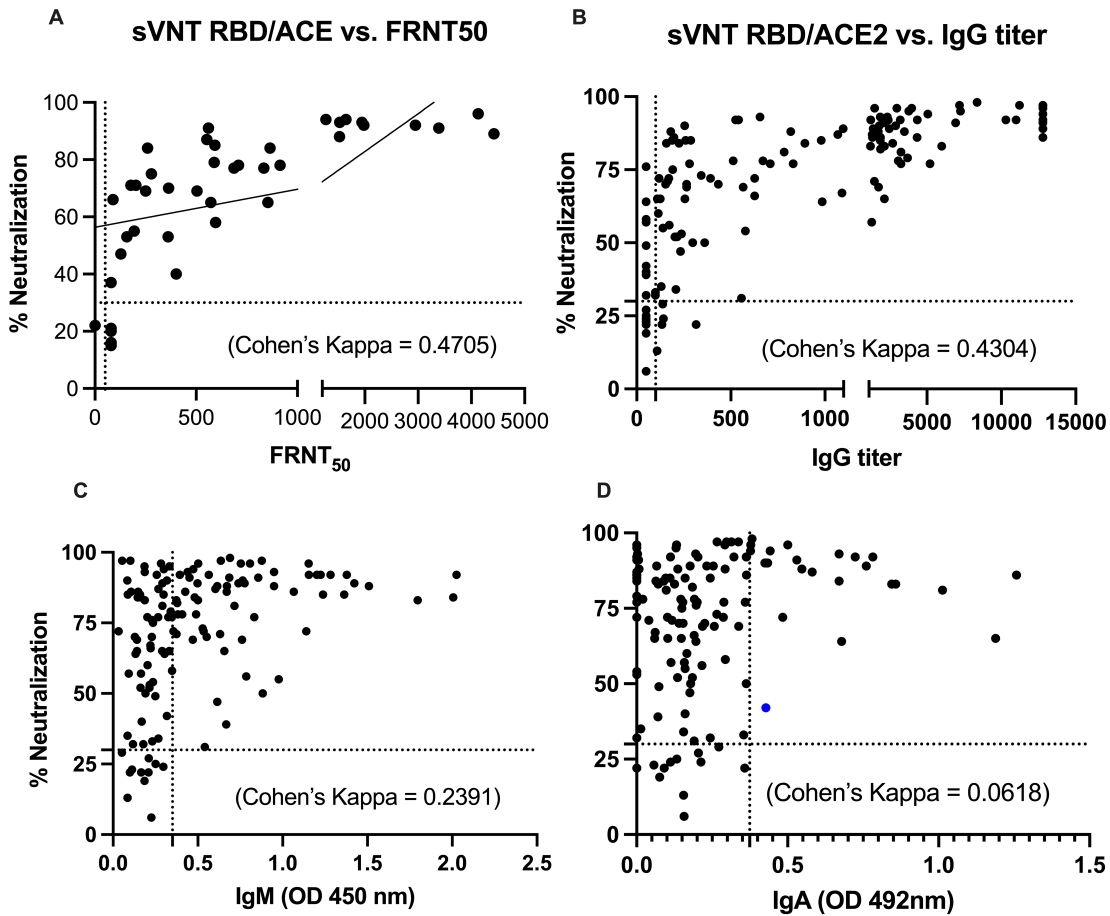 A
sVNT RBD/ACE vs. FRNT50
% Neutralization
100
80
60
40
20
0
(Cohen’s Kappa = 0.4705)
0 500 1000 2000 3000 4000 5000
FRNT50
B
sVNT RBD/ACE2 vs. IgG titer
% Neutralization
100
75
50
25
0
(Cohen’s Kappa = 0.4304)
0 500 1000 5000 10000 15000
IgG titer
C
% Neutralization
100
75
50
25
0
(Cohen’s Kappa = 0.2391)
0.0 0.5 1.0 1.5 2.0 2.5
IgM (OD 450 nm)
D
100
75
50
25
0
(Cohen’s Kappa = 0.0618)
0.0 0.5 1.0 1.5
IgA (OD 492nm)